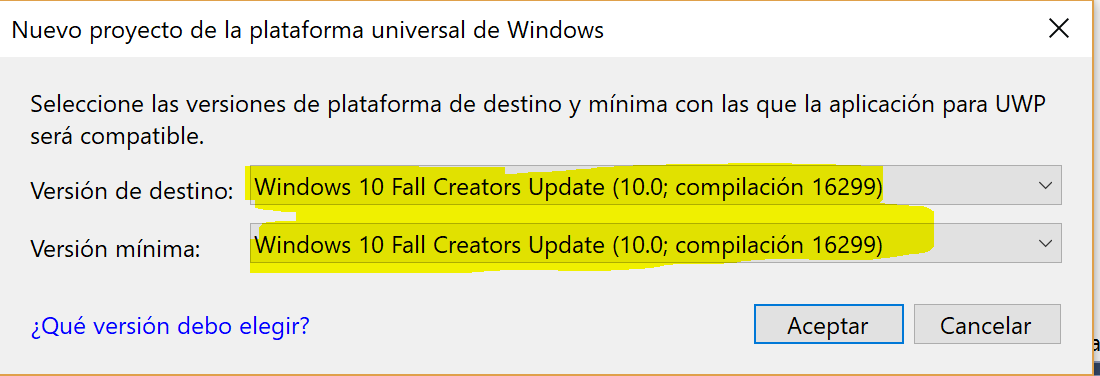 Nuevo proyecto de la plataforma universal de Windows
Seleccione las versiones de plataforma de destino y mínima con las que la aplicación para UWP
será compatible.
Versión de destino: Windows 10 Fall Creators Update (10.0; compilación 16299)
Versión mínima: Windows 10 Fall Creators Update (10.0; compilación 16299)
¿Qué versión debo elegir? Aceptar Cancelar